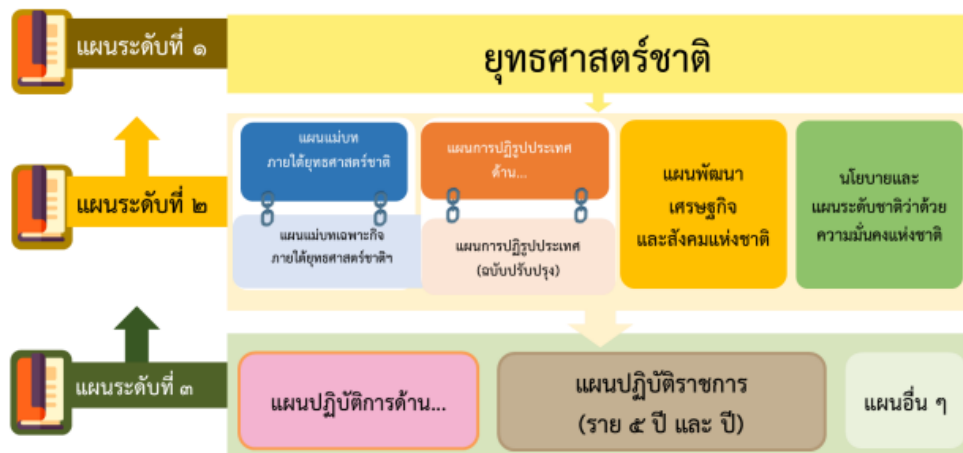 แผนระดับที่ ๑
ยุทธศาสตร์ชาติ
แผนระดับที่ ๒
แผนแม่บท
ภายใต้ยุทธศาสตร์ชาติ
แผนแม่บทเฉพาะกิจ
ภายใต้ยุทธศาสตร์ชาติฯ
แผนการปฏิรูปประเทศ
ด้าน...
แผนการปฏิรูปประเทศ
(ฉบับปรับปรุง)
แผนพัฒนา
เศรษฐกิจ
และสังคมแห่งชาติ
นโยบายและ
แผนระดับชาติว่าด้วย
ความมั่นคงแห่งชาติ
แผนระดับที่ ๓
แผนปฏิบัติการด้าน...
แผนปฏิบัติราชการ
(ราย ๕ ปี และ ปี)
แผนอื่น ๆ